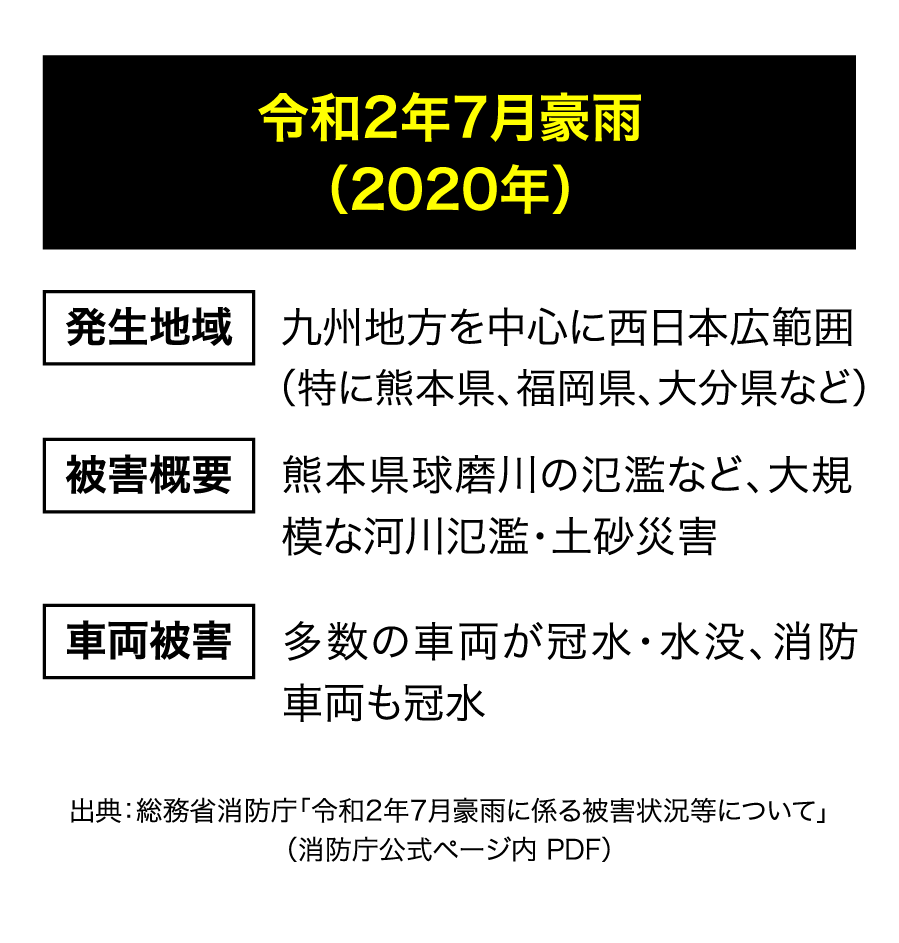 令和2年7月豪雨
（2020年）
発生地域
九州地方を中心に西日本広範囲
（特に熊本県、福岡県、大分県など）
被害概要
熊本県球磨川の氾濫など、大規
模な河川氾濫・土砂災害
車両被害
多数の車両が冠水・水没、消防
車両も冠水
出典：総務省消防庁「令和2年7月豪雨に係る被害状況等について」
（消防庁公式ページ内 PDF）